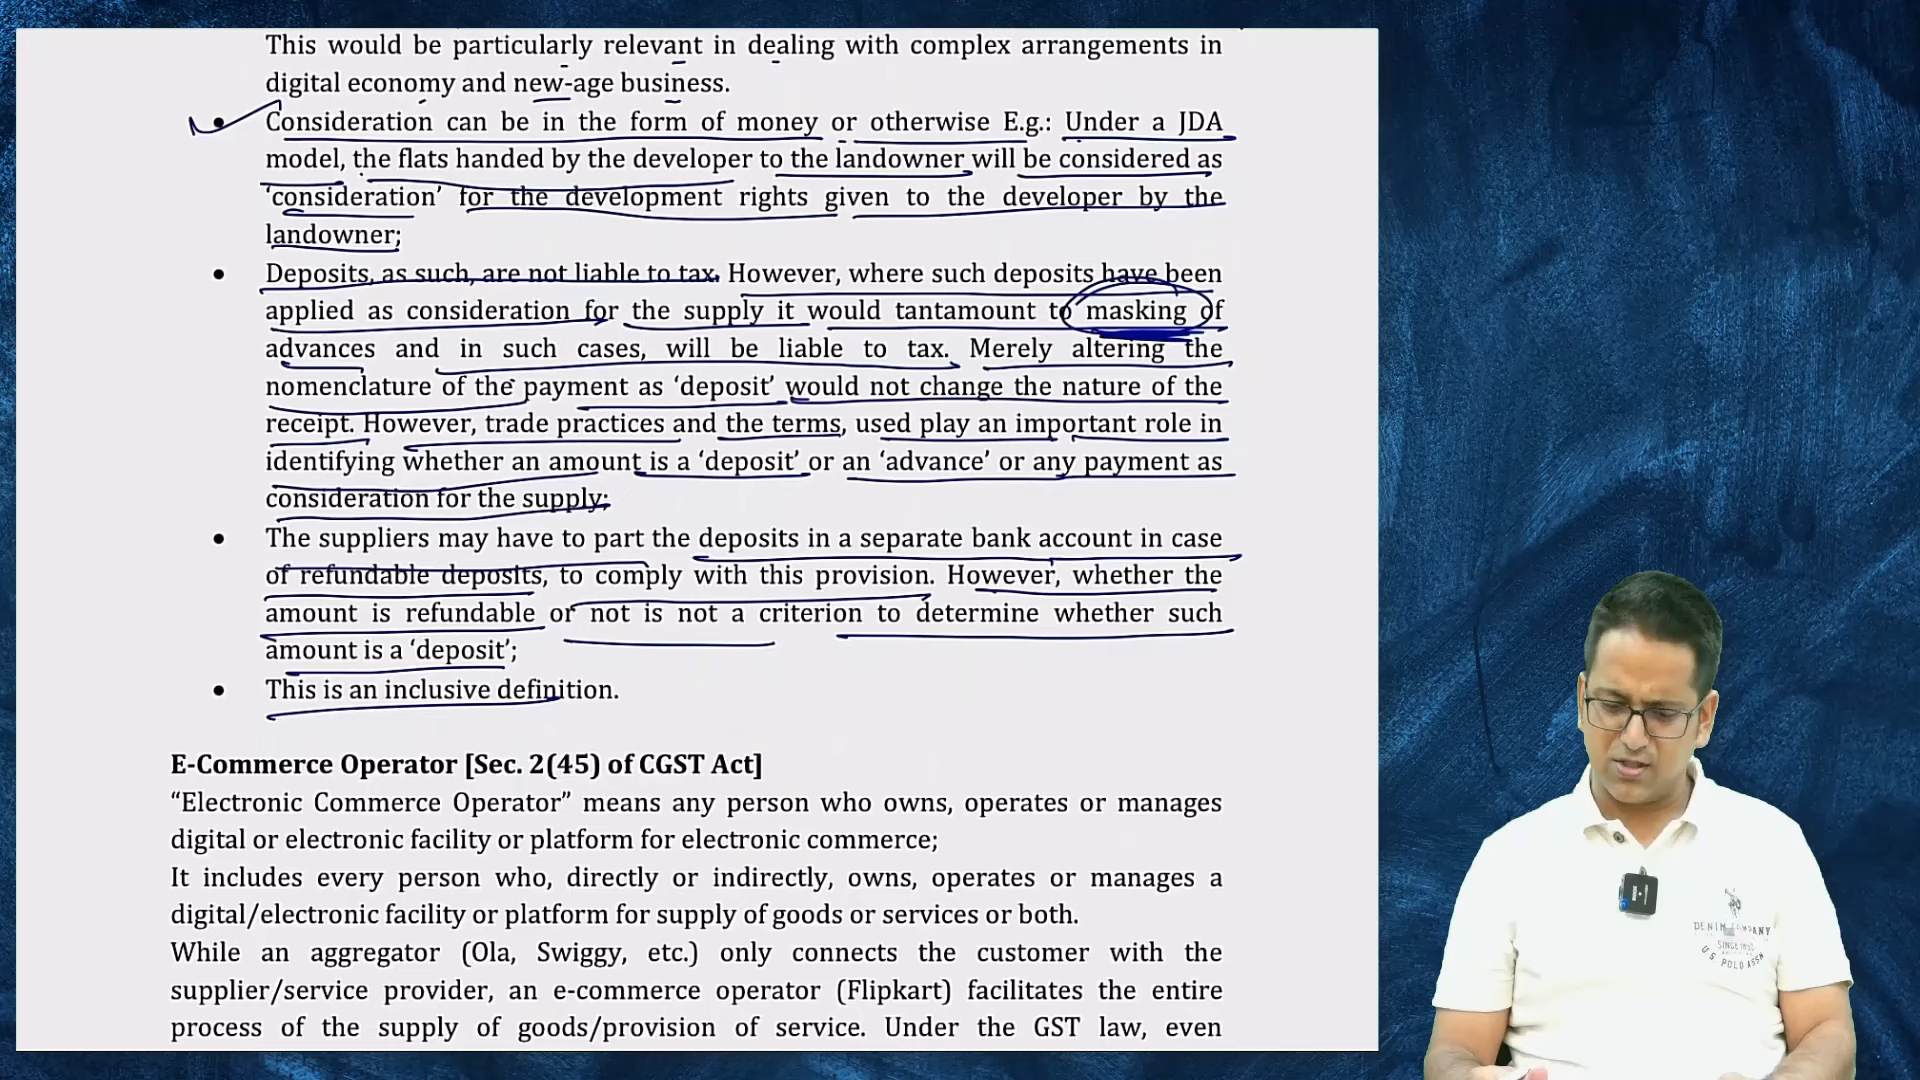 This would be particularly relevant in dealing with complex arrangements in
digital economy and new-age business.
• Consideration can be in the form of money or otherwise E.g.: Under a JDA
model, the flats handed by the developer to the landowner will be considered as
‘consideration’ for the development rights given to the developer by the
landowner;
• Deposits, as such, are not liable to tax. However, where such deposits have been
applied as consideration for the supply it would tantamount to masking of
advances and in such cases, will be liable to tax. Merely altering the
nomenclature of the payment as ‘deposit’ would not change the nature of the
receipt. However, trade practices and the terms, used play an important role in
identifying whether an amount is a ‘deposit’ or an ‘advance’ or any payment as
consideration for the supply;
• The suppliers may have to part the deposits in a separate bank account in case
of refundable deposits, to comply with this provision. However, whether the
amount is refundable or not is not a criterion to determine whether such
amount is a ‘deposit’;
• This is an inclusive definition.
E-Commerce Operator [Sec. 2(45) of CGST Act]
“Electronic Commerce Operator” means any person who owns, operates or manages
digital or electronic facility or platform for electronic commerce;
It includes every person who, directly or indirectly, owns, operates or manages a
digital/electronic facility or platform for supply of goods or services or both.
While an aggregator (Ola, Swiggy, etc.) only connects the customer with the
supplier/service provider, an e-commerce operator (Flipkart) facilitates the entire
process of the supply of goods/provision of service. Under the GST law, even
DENIM COMPANY
SINCE 1890
U.S. POLO ASSN